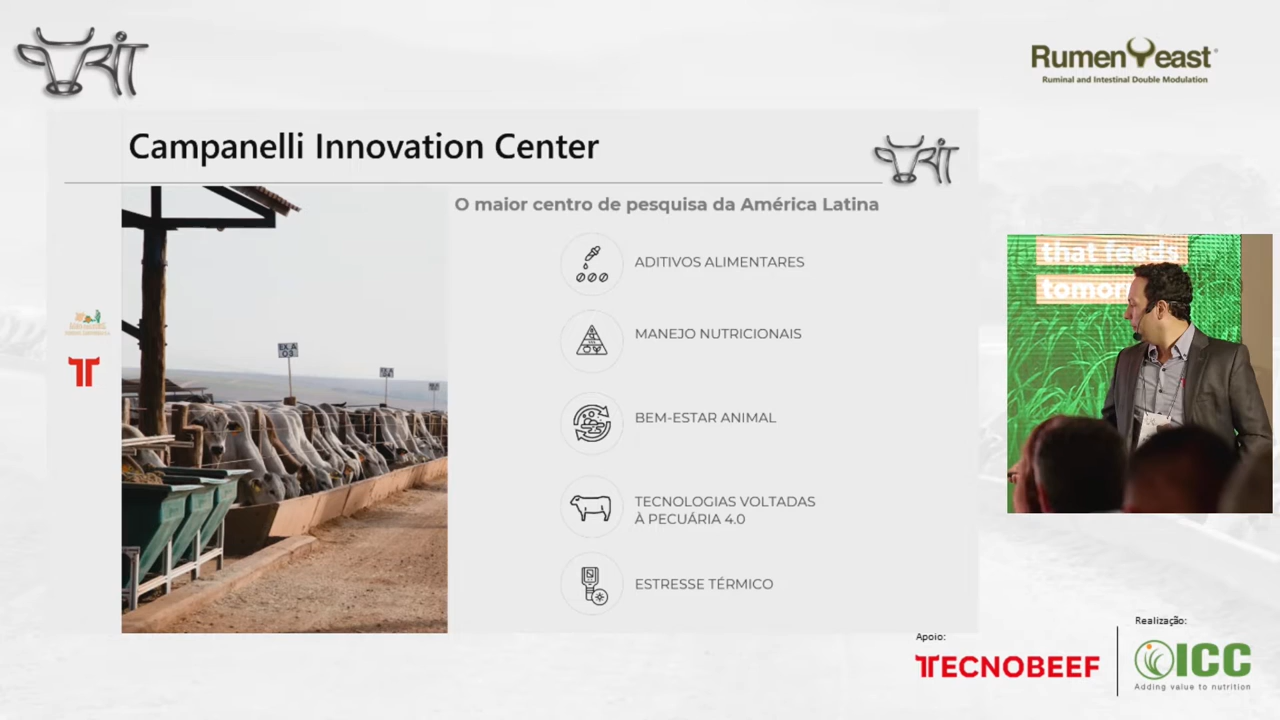 RumenYeast
Ruminal and Intestinal Double Modulation
Campanelli Innovation Center
O maior centro de pesquisa da América Latina
ADITIVOS ALIMENTARES
MANEJO NUTRICIONAIS
BEM-ESTAR ANIMAL
TECNOLOGIAS VOLTADAS
À PECUÁRIA 4.0
ESTRESSE TÉRMICO
that feeds
Apoio:
TECNOBEEF
Realização:
ICC
Adding value to nutrition